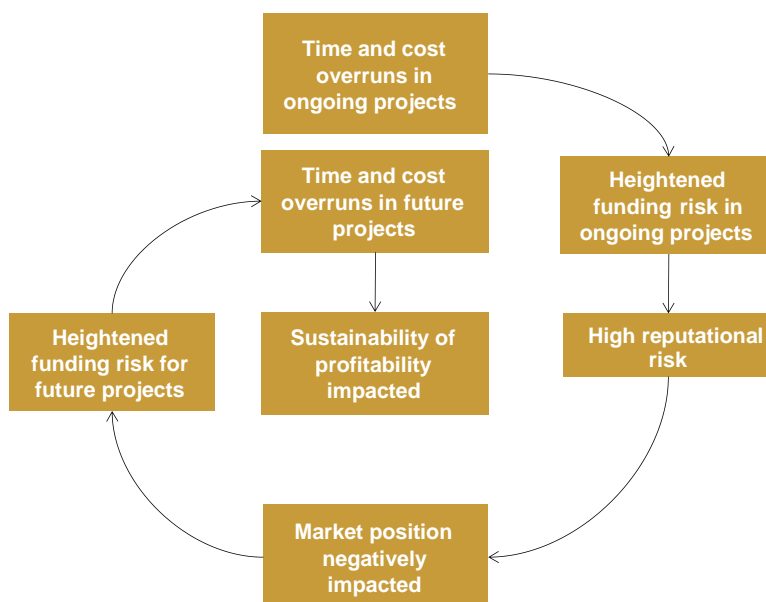 Time and cost
overruns in
ongoing projects
Time and cost
overruns in future
projects
Heightened
funding risk in
ongoing projects
Heightened
funding risk for
future projects
Sustainability of
profitability
impacted
High reputational
risk
Market position
negatively
impacted